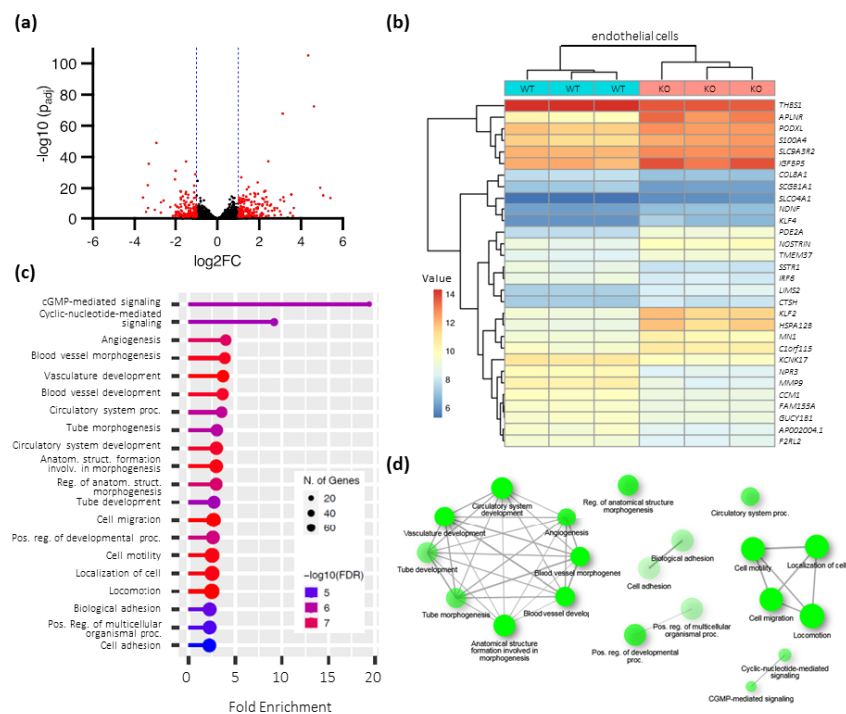 (a)
100
80
60
40
20
0
-log10 (padj)
-6
-4
-2
0
2
4
6
log2FC
(b)
endothelial cells
WT
WT
WT
KO
KO
KO
THBS1
APLNR
PODXL
S100A4
SLC9A3R2
IGFBP5
COL8A1
SCGB1A1
SLCO4A1
NDNF
KLF4
PDE2A
NOSTRIN
TMEM37
SSTR1
IRF6
LIMS2
CTSH
KLF2
HSPA12B
MN1
C1orf115
KCNK17
NPR3
MMP9
CCM1
FAM155A
GUCY1B1
AP002004.1
F2RL2
Value
14
12
10
8
6
(c)
cGMP-mediated signaling
Cyclic-nucleotide-mediated
signaling
Angiogenesis
Blood vessel morphogenesis
Vasculature development
Blood vessel development
Circulatory system proc.
Tube morphogenesis
Circulatory system development
Anatom. struct. formation
involv. in morphogenesis
Reg. of anatom. struct.
morphogenesis
Tube development
Cell migration
Pos. reg. of developmental proc.
Cell motility
Localization of cell
Locomotion
Biological adhesion
Pos. Reg. of multicellular
organismal proc.
Cell adhesion
N. of Genes
20
40
60
-log10(FDR)
5
6
7
0
5
10
15
20
Fold Enrichment
(d)
Circulatory system
development
Vasculature development
Angiogenesis
Tube development
Blood vessel morphogenes
Tube morphogenesis
Blood vessel develop
Anatomical structure
formation involved in morphogenesis
Reg. of anatomical structure
morphogenesis
Circulatory system proc.
Biological adhesion
Cell adhesion
Cell motility
Localization of cell
Cell migration
Locomotion
Pos. reg. of multicellular
organismal proc.
Pos. reg. of developmental
proc.
Cyclic-nucleotide-mediated
signaling
CGMP-mediated signaling